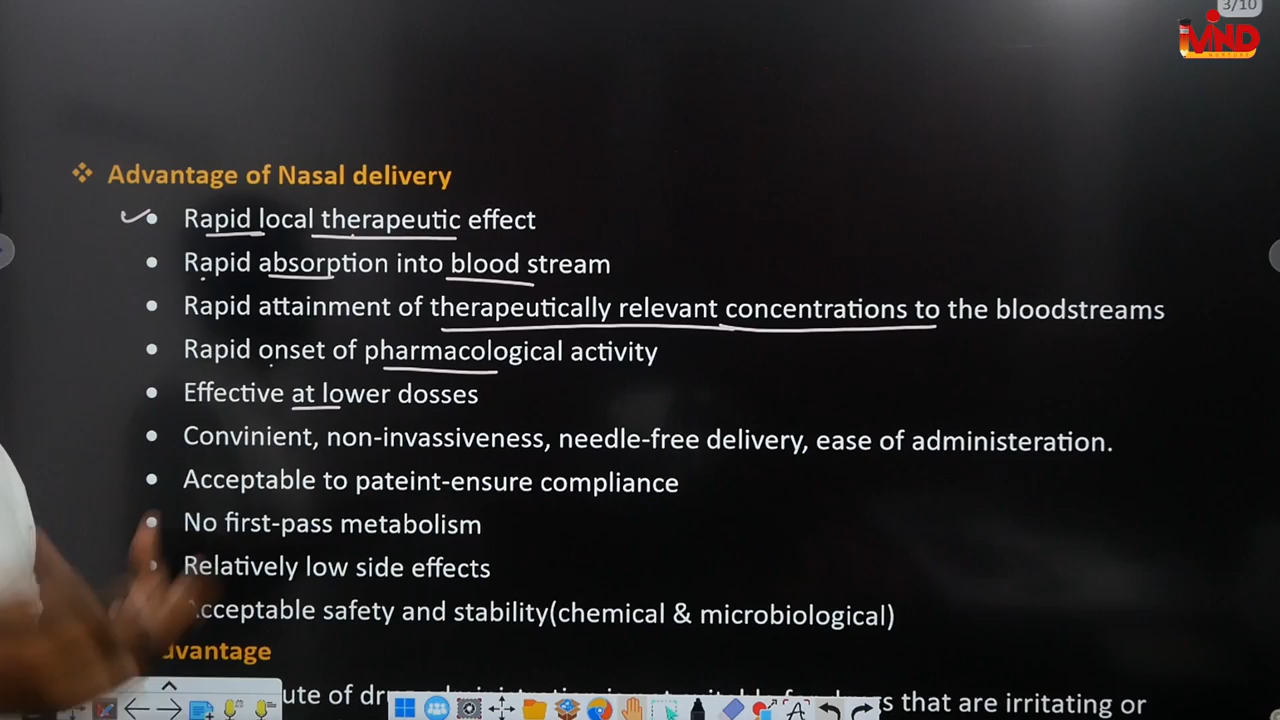 3/10
MIND
Advantage of Nasal delivery
Rapid local therapeutic effect
Rapid absorption into blood stream
Rapid attainment of therapeutically relevant concentrations to the bloodstreams
Rapid onset of pharmacological activity
Effective at lower dosses
Convinient, non-invassiveness, needle-free delivery, ease of administeration.
Acceptable to pateint-ensure compliance
No first-pass metabolism
Relatively low side effects
cceptable safety and stability(chemical & microbiological)
dvantage
ute of that are irritating or